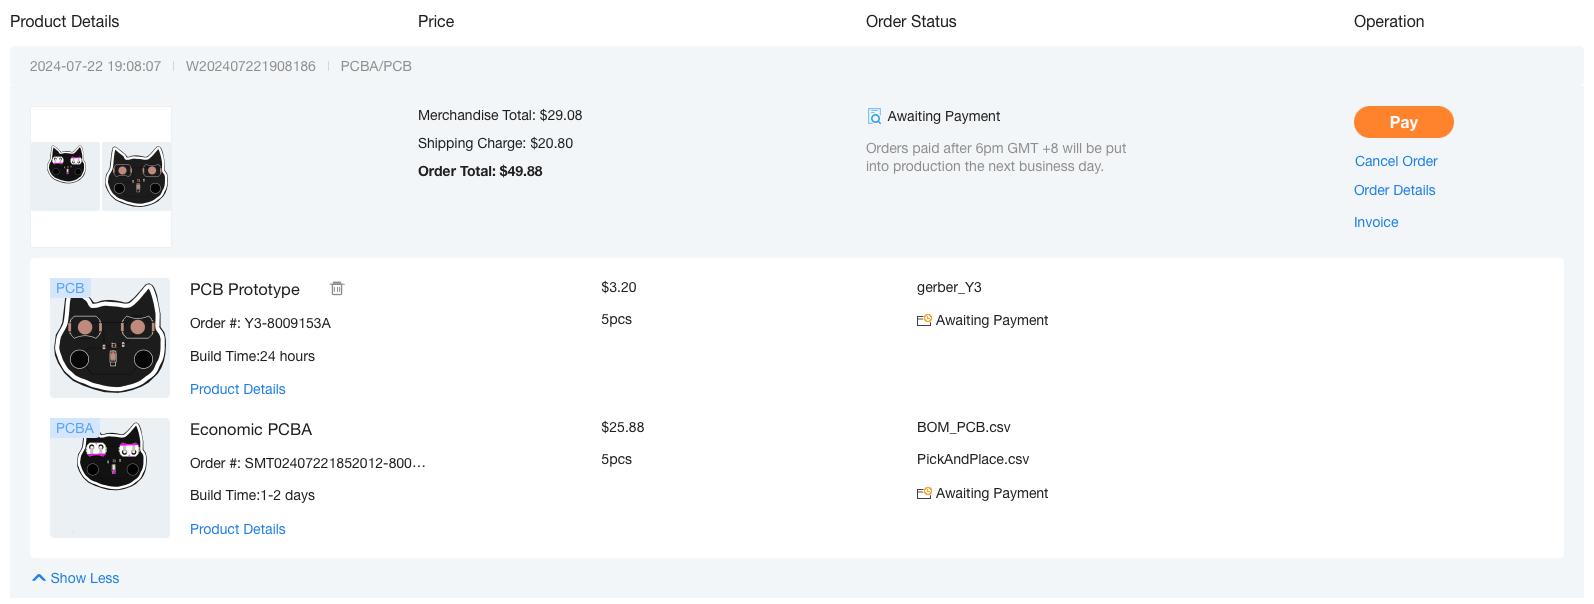 Product Details Price Order Status Operation
2024-07-22 19:08:07 W202407221908186 PCBA/PCB
Merchandise Total: $29.08
Shipping Charge: $20.80
Order Total: $49.88
Awaiting Payment
Orders paid after 6pm GMT +8 will be put
into production the next business day.
Pay
Cancel Order
Order Details
Invoice
PCB
PCB Prototype
Order #: Y3-8009153A
Build Time:24 hours
Product Details
$3.20
5pcs
gerber_Y3
Awaiting Payment
PCBA
Economic PCBA
Order #: SMT02407221852012-800...
Build Time:1-2 days
Product Details
$25.88
5pcs
BOM_PCB.csv
PickAndPlace.csv
Awaiting Payment
Show Less